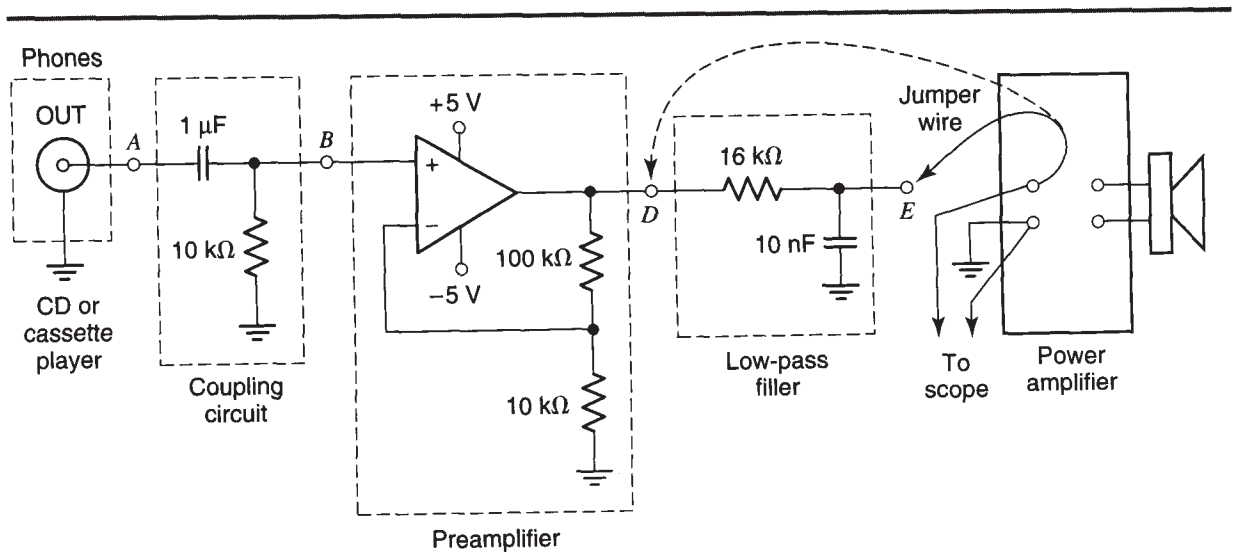 Phones
OUT
CD or
cassette
player
A
1 μF
10 kΩ
Coupling
circuit
B
+5 V
+
−
−5 V
100 kΩ
10 kΩ
Preamplifier
D
16 kΩ
10 nF
Low-pass
filler
E
Jumper
wire
To
scope
Power
amplifier